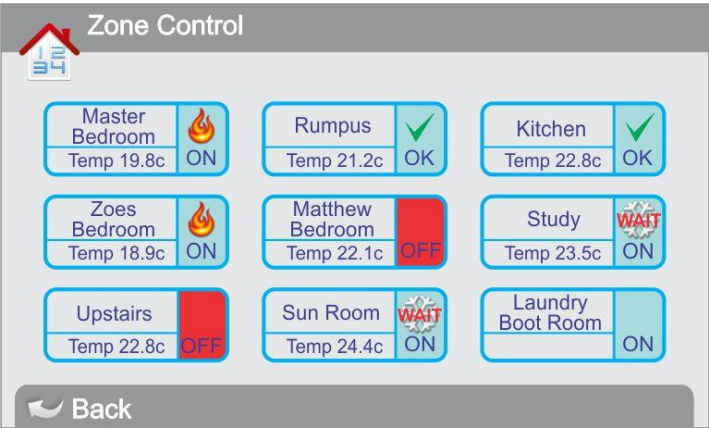 Zone Control
12
34
Master
Bedroom
Temp 19.8c
ON
Rumpus
Temp 21.2c
OK
Kitchen
Temp 22.8c
OK
Zoes
Bedroom
Temp 18.9c
ON
Matthew
Bedroom
Temp 22.1c
OFF
Study
Temp 23.5c
WAIT
ON
Upstairs
Temp 22.8c
OFF
Sun Room
Temp 24.4c
WAIT
ON
Laundry
Boot Room
ON
Back